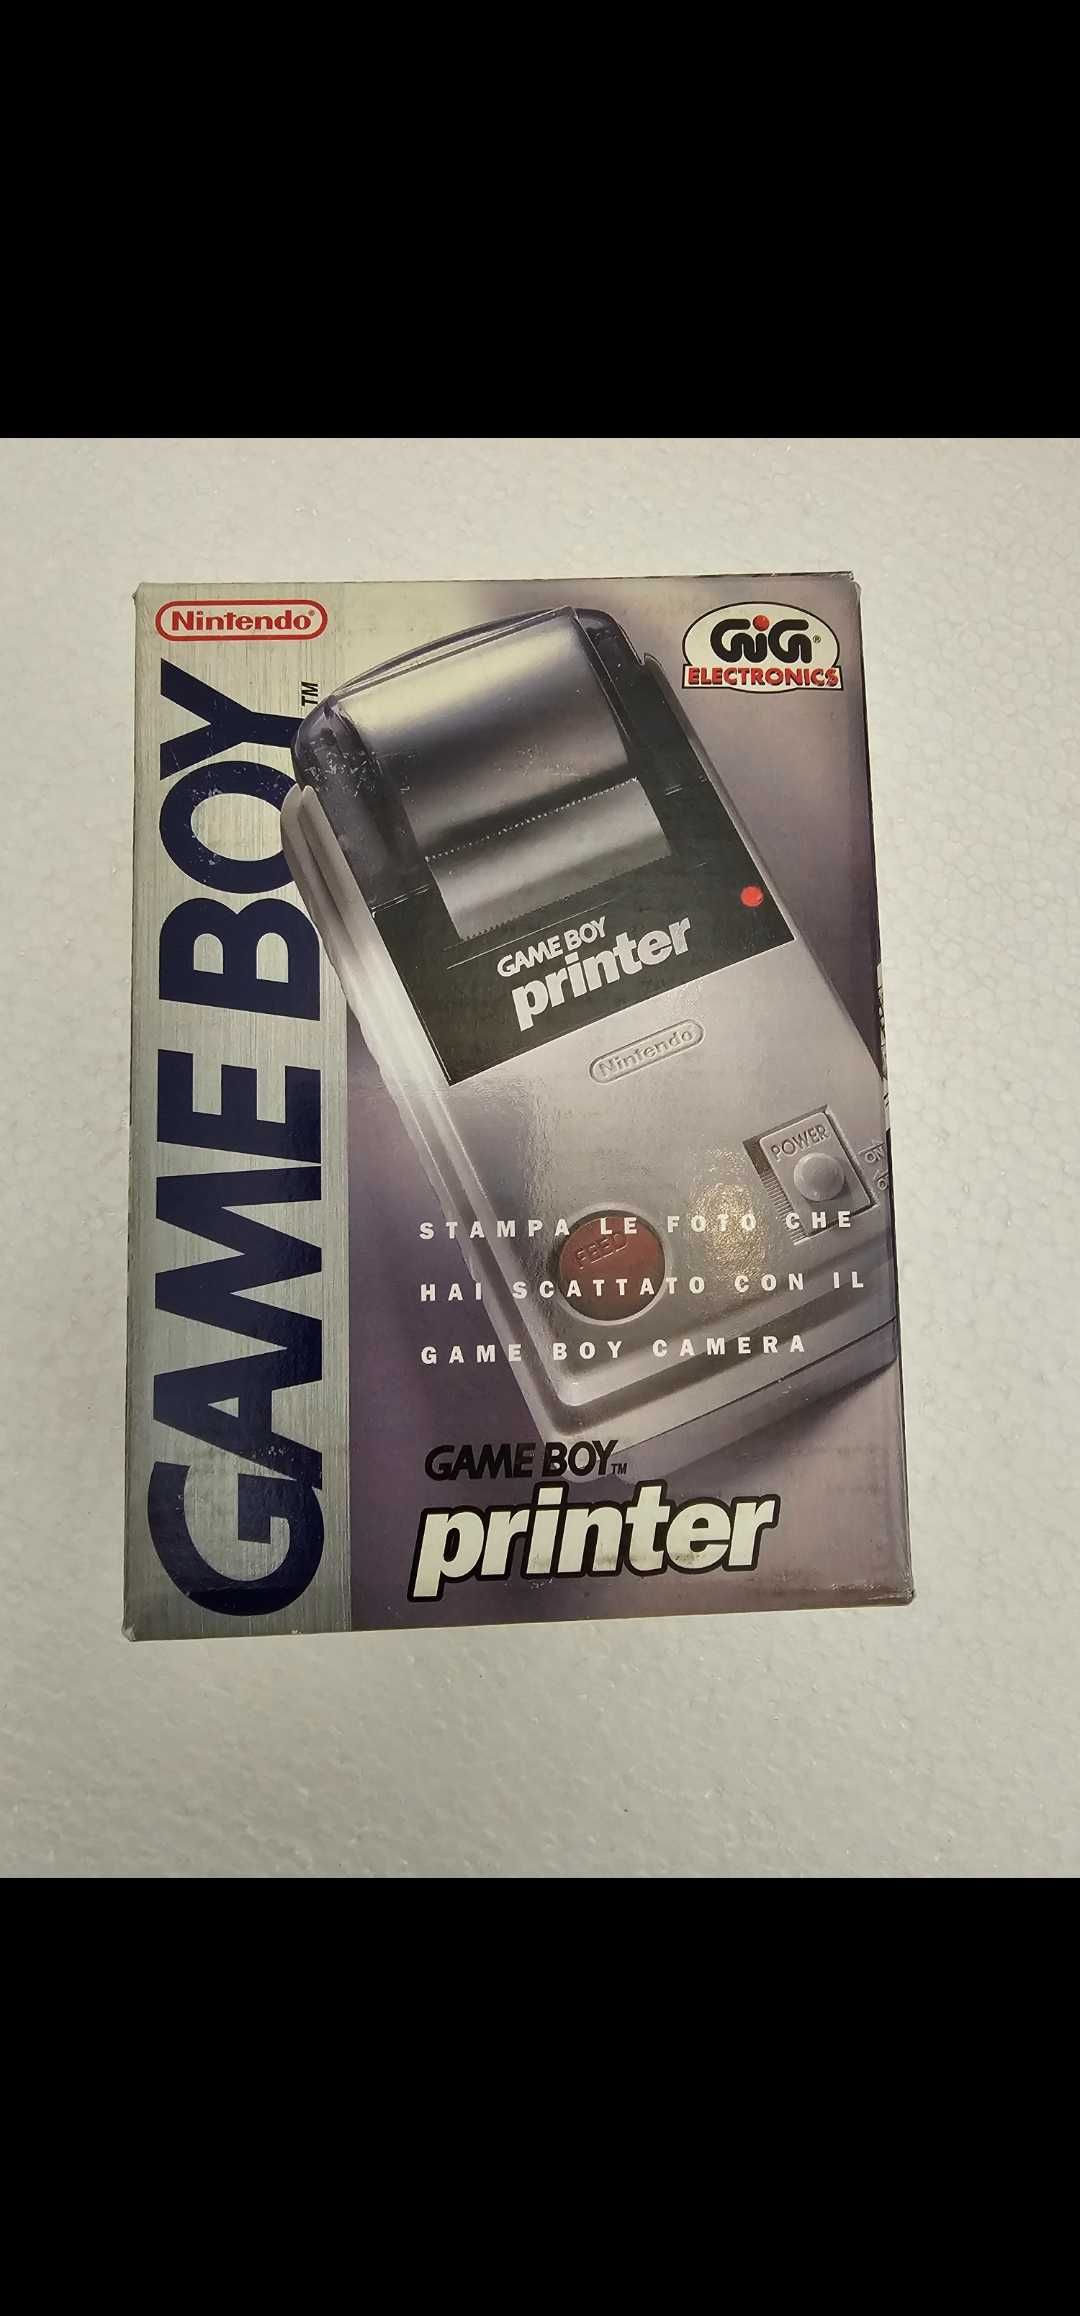 Nintendo®
GiG®
ELECTRONICS
GAME BOY™
GAME BOY
printer
Nintendo
POWER
ON
FEED
STAMPA LE FOTO CHE
HAI SCATTATO CON IL
GAME BOY CAMERA
GAME BOY™
printer